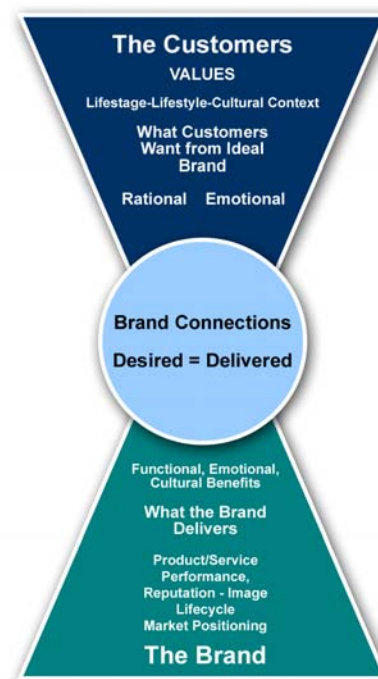 The Customers
VALUES
Lifestage-Lifestyle-Cultural Context
What Customers
Want from Ideal
Brand
Rational Emotional
Brand Connections
Desired = Delivered
Functional, Emotional,
Cultural Benefits
What the Brand
Delivers
Product/Service
Performance,
Reputation - Image
Lifecycle
Market Positioning
The Brand